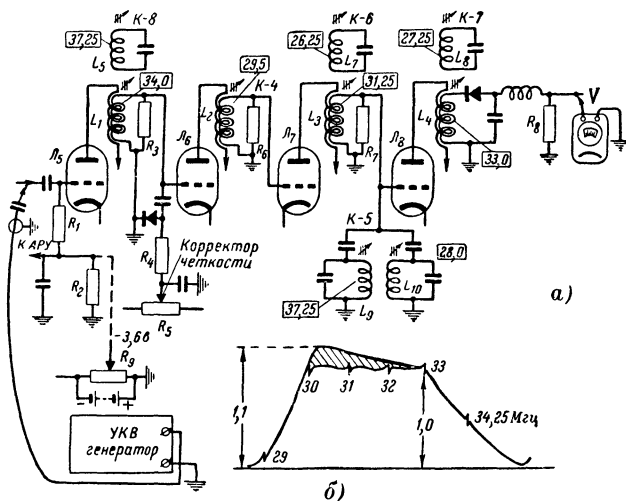 К-8
К-6
К-7
37,25
L5
34,0
26,25
L7
27,25
L8
29,5
К-4
31,25
L1
L2
L3
L4
R3
R6
R7
33,0
R8
V
Л5
Л6
Л7
Л8
R1
К АРУ
R2
R4
Корректор
четкости
R5
К-5
28,0
L9
L10
37,25
а)
-3,6в
R9
- +
УКВ
генератор
1,1
30
31
32
33
1,0
34,25 Мгц
29
б)